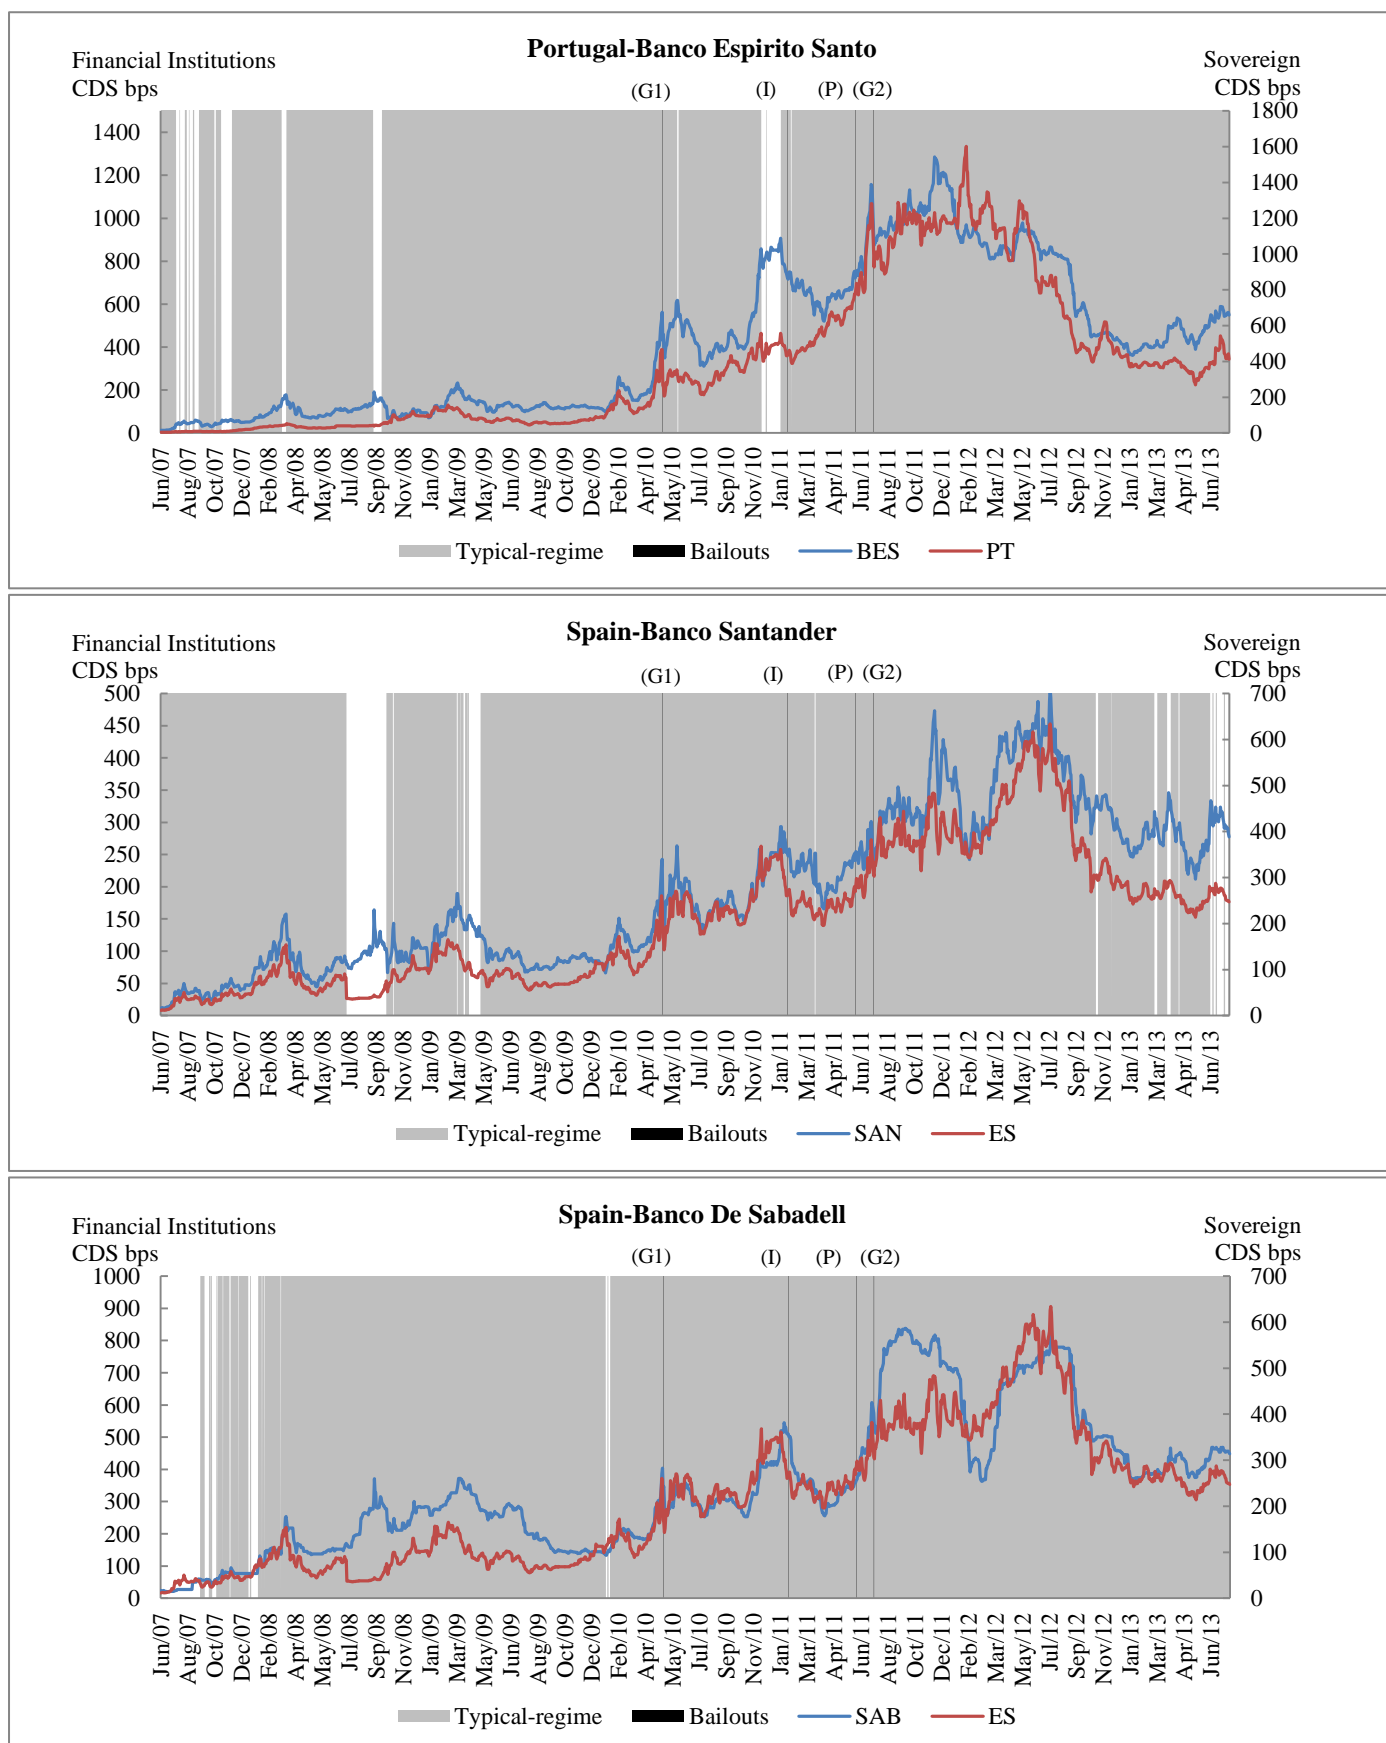 Portugal-Banco Espirito Santo
Financial Institutions
CDS bps
Sovereign
CDS bps
(G1) (I) (P) (G2)
1400
1200
1000
800
600
400
200
0
1800
1600
1400
1200
1000
800
600
400
200
0
Jun/07 Aug/07 Oct/07 Dec/07 Feb/08 Apr/08 May/08 Jul/08 Sep/08 Nov/08 Jan/09 Mar/09 May/09 Jun/09 Aug/09 Oct/09 Dec/09 Feb/10 Apr/10 May/10 Jul/10 Sep/10 Nov/10 Jan/11 Mar/11 Apr/11 Jun/11 Aug/11 Oct/11 Dec/11 Feb/12 Mar/12 May/12 Jul/12 Sep/12 Nov/12 Jan/13 Mar/13 Apr/13 Jun/13
Typical-regime Bailouts BES PT
Spain-Banco Santander
Financial Institutions
CDS bps
Sovereign
CDS bps
(G1) (I) (P) (G2)
500
450
400
350
300
250
200
150
100
50
0
700
600
500
400
300
200
100
0
Jun/07 Aug/07 Oct/07 Dec/07 Feb/08 Apr/08 May/08 Jul/08 Sep/08 Nov/08 Jan/09 Mar/09 May/09 Jun/09 Aug/09 Oct/09 Dec/09 Feb/10 Apr/10 May/10 Jul/10 Sep/10 Nov/10 Jan/11 Mar/11 Apr/11 Jun/11 Aug/11 Oct/11 Dec/11 Feb/12 Mar/12 May/12 Jul/12 Sep/12 Nov/12 Jan/13 Mar/13 Apr/13 Jun/13
Typical-regime Bailouts SAN ES
Spain-Banco De Sabadell
Financial Institutions
CDS bps
Sovereign
CDS bps
(G1) (I) (P) (G2)
1000
900
800
700
600
500
400
300
200
100
0
700
600
500
400
300
200
100
0
Jun/07 Aug/07 Oct/07 Dec/07 Feb/08 Apr/08 May/08 Jul/08 Sep/08 Nov/08 Jan/09 Mar/09 May/09 Jun/09 Aug/09 Oct/09 Dec/09 Feb/10 Apr/10 May/10 Jul/10 Sep/10 Nov/10 Jan/11 Mar/11 Apr/11 Jun/11 Aug/11 Oct/11 Dec/11 Feb/12 Mar/12 May/12 Jul/12 Sep/12 Nov/12 Jan/13 Mar/13 Apr/13 Jun/13
Typical-regime Bailouts SAB ES